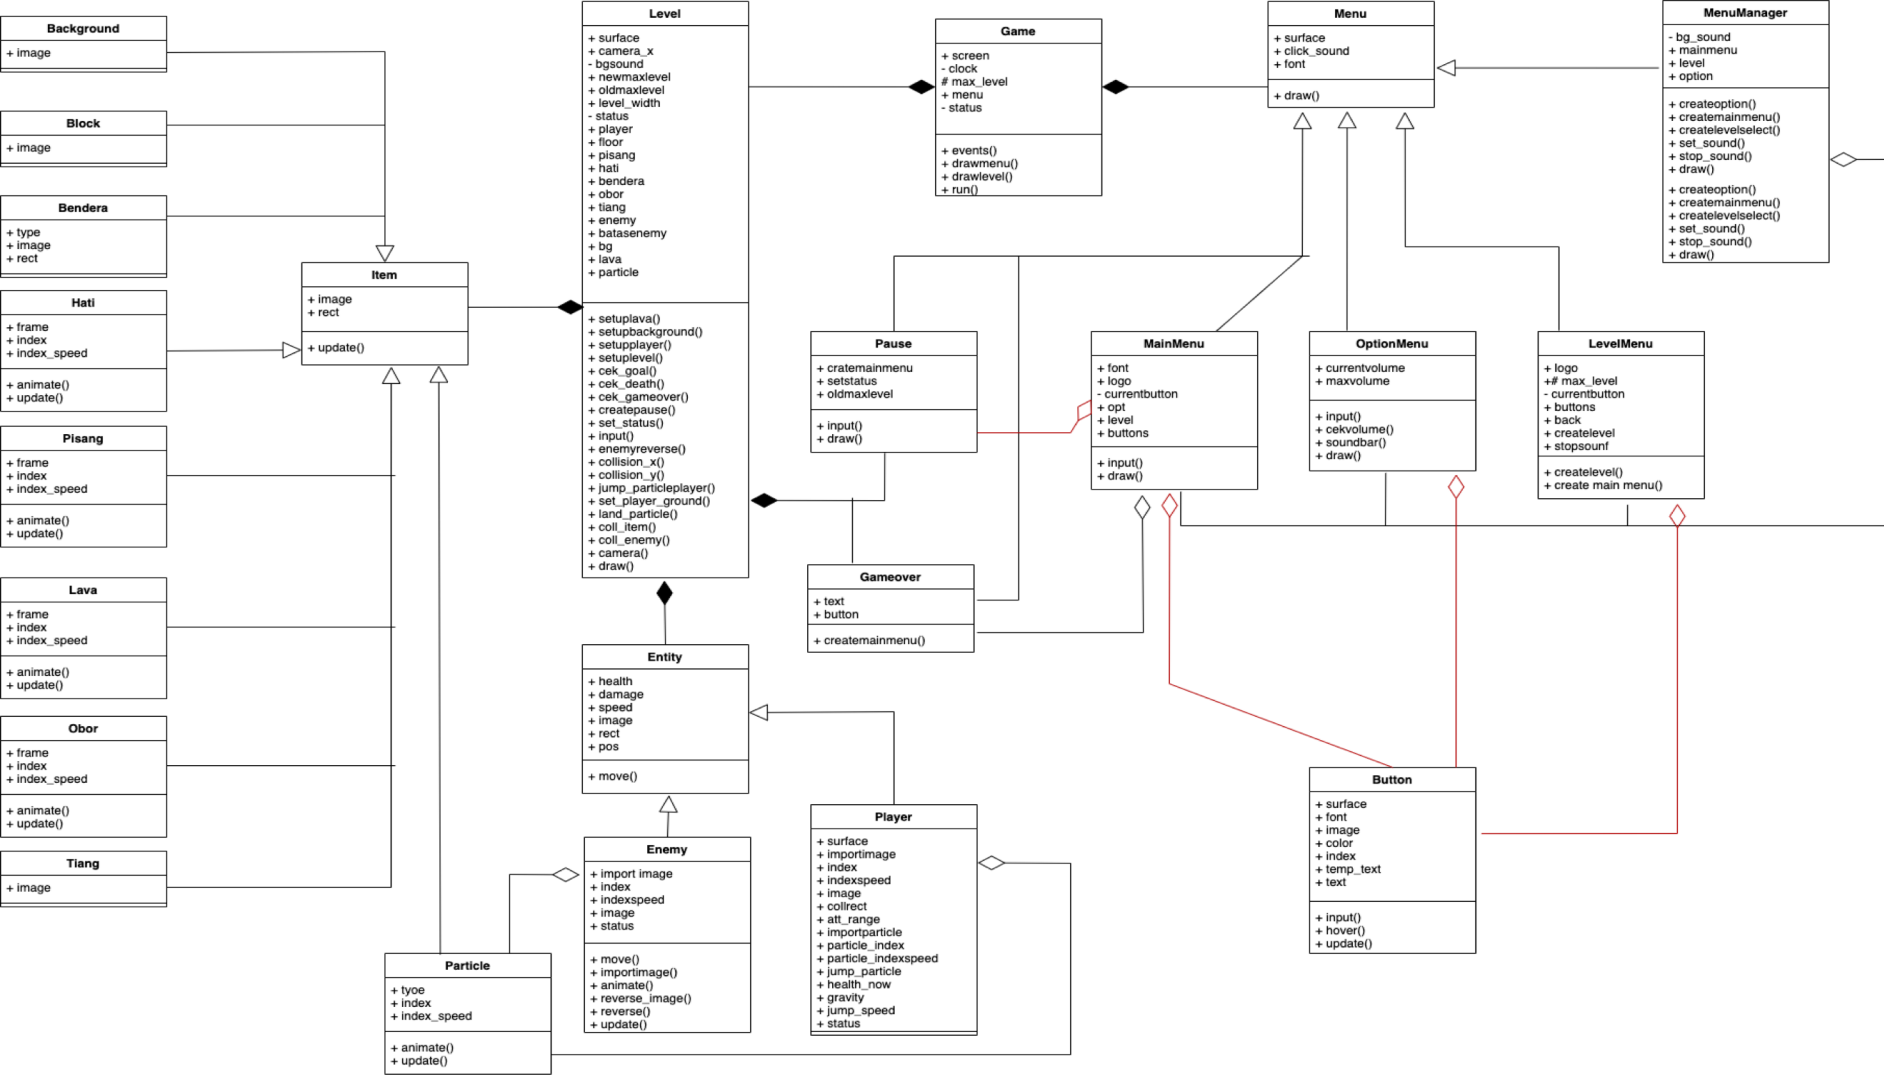 Background
+ image
Block
+ image
Bendera
+ type
+ image
+ rect
Hati
+ frame
+ index
+ index_speed
+ animate()
+ update()
Pisang
+ frame
+ index
+ index_speed
+ animate()
+ update()
Lava
+ frame
+ index
+ index_speed
+ animate()
+ update()
Obor
+ frame
+ index
+ index_speed
+ animate()
+ update()
Tiang
+ image
Item
+ image
+ rect
+ update()
Particle
+ tyoe
+ index
+ index_speed
+ animate()
+ update()
Level
+ surface
+ camera_x
- bgsound
+ newmaxlevel
+ oldmaxlevel
+ level_width
- status
+ player
+ floor
+ pisang
+ hati
+ bendera
+ obor
+ tiang
+ enemy
+ batasenemy
+ bg
+ lava
+ particle
+ setuplava()
+ setupbackground()
+ setupplayer()
+ setuplevel()
+ cek_goal()
+ cek_death()
+ cek_gameover()
+ createpause()
+ set_status()
+ input()
+ enemyreverse()
+ collision_x()
+ collision_y()
+ jump_particleplayer()
+ set_player_ground()
+ land_particle()
+ coll_item()
+ coll_enemy()
+ camera()
+ draw()
Entity
+ health
+ damage
+ speed
+ image
+ rect
+ pos
+ move()
Enemy
+ import image
+ index
+ indexspeed
+ image
+ status
+ move()
+ importimage()
+ animate()
+ reverse_image()
+ reverse()
+ update()
Game
+ screen
- clock
# max_level
+ menu
- status
+ events()
+ drawmenu()
+ drawlevel()
+ run()
Pause
+ cratemainmenu
+ setstatus
+ oldmaxlevel
+ input()
+ draw()
Gameover
+ text
+ button
+ createmainmenu()
Player
+ surface
+ importimage
+ index
+ indexspeed
+ image
+ collrect
+ att_range
+ importparticle
+ particle_index
+ particle_indexspeed
+ jump_particle
+ health_now
+ gravity
+ jump_speed
+ status
Menu
+ surface
+ click_sound
+ font
+ draw()
MainMenu
+ font
+ logo
- currentbutton
+ opt
+ level
+ buttons
+ input()
+ draw()
OptionMenu
+ currentvolume
+ maxvolume
+ input()
+ cekvolume()
+ soundbar()
+ draw()
LevelMenu
+ logo
+# max_level
- currentbutton
+ buttons
+ back
+ createlevel
+ stopsounf
+ createlevel()
+ create main menu()
Button
+ surface
+ font
+ image
+ color
+ index
+ temp_text
+ text
+ input()
+ hover()
+ update()
MenuManager
- bg_sound
+ mainmenu
+ level
+ option
+ createoption()
+ createmainmenu()
+ createlevelselect()
+ set_sound()
+ stop_sound()
+ draw()
+ createoption()
+ createmainmenu()
+ createlevelselect()
+ set_sound()
+ stop_sound()
+ draw()